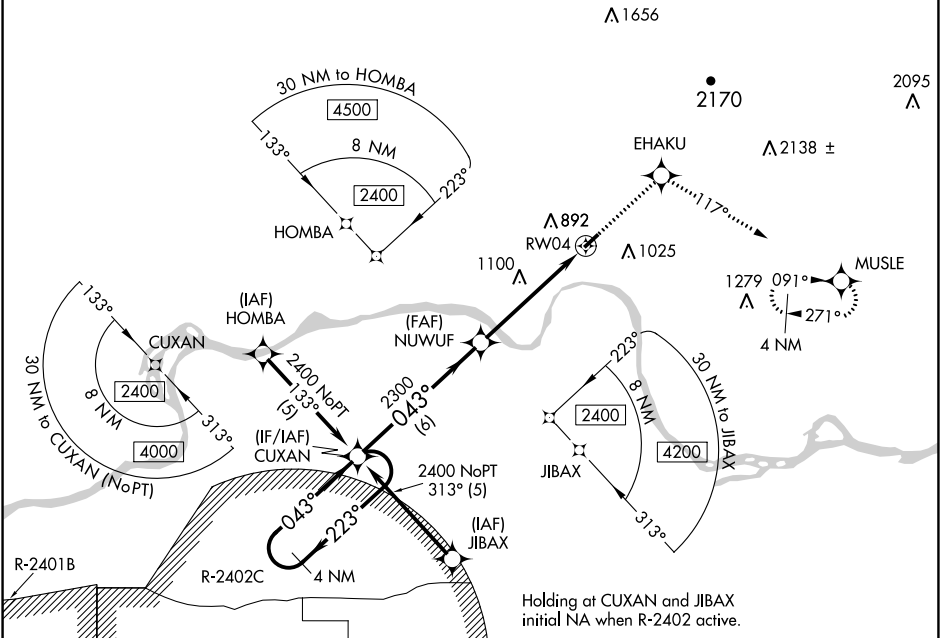 1656
2170
2095
2138 ±
30 NM to HOMBA
4500
133°
8 NM
2400
223°
HOMBA
EHAKU
117°
892
RW04
1025
1100
MUSLE
1279
091°
271°
4 NM
133°
CUXAN
2400
8 NM
313°
4000
30 NM to CUXAN (NoPT)
(IAF)
HOMBA
2400 NoPT
133°
(5)
(FAF)
NUWUF
2300
043°
(6)
(IF/IAF)
CUXAN
2400 NoPT
313° (5)
043°
223°
4 NM
(IAF)
JIBAX
223°
8 NM
2400
30 NM to JIBAX
4200
JIBAX
313°
R-2401B
R-2402C
Holding at CUXAN and JIBAX
initial NA when R-2402 active.